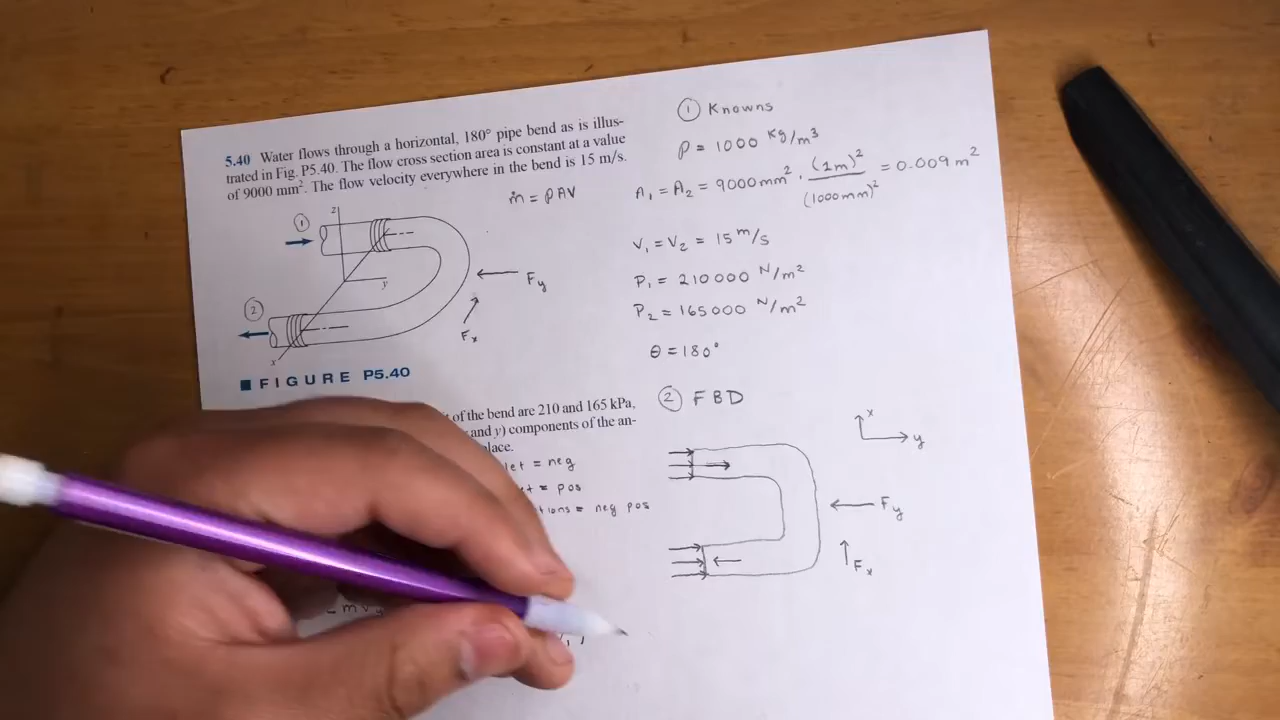 5.40 Water flows through a horizontal, 180° pipe bend as is illus-
trated in Fig. P5.40. The flow cross section area is constant at a value
of 9000 mm². The flow velocity everywhere in the bend is 15 m/s.
ṁ = ρAV
z
①
y
F_y
②
F_x
x
■ FIGURE P5.40
of the bend are 210 and 165 kPa,
and y) components of the an-
place.
let = neg
t = pos
tions = neg pos
① Knowns
ρ = 1000 Kg/m³
A₁ = A₂ = 9000mm² · (1m)²/(1000mm)² = 0.009m²
V₁ = V₂ = 15 m/s
P₁ = 210000 N/m²
P₂ = 165000 N/m²
θ = 180°
② FBD
x
y
F_y
F_x